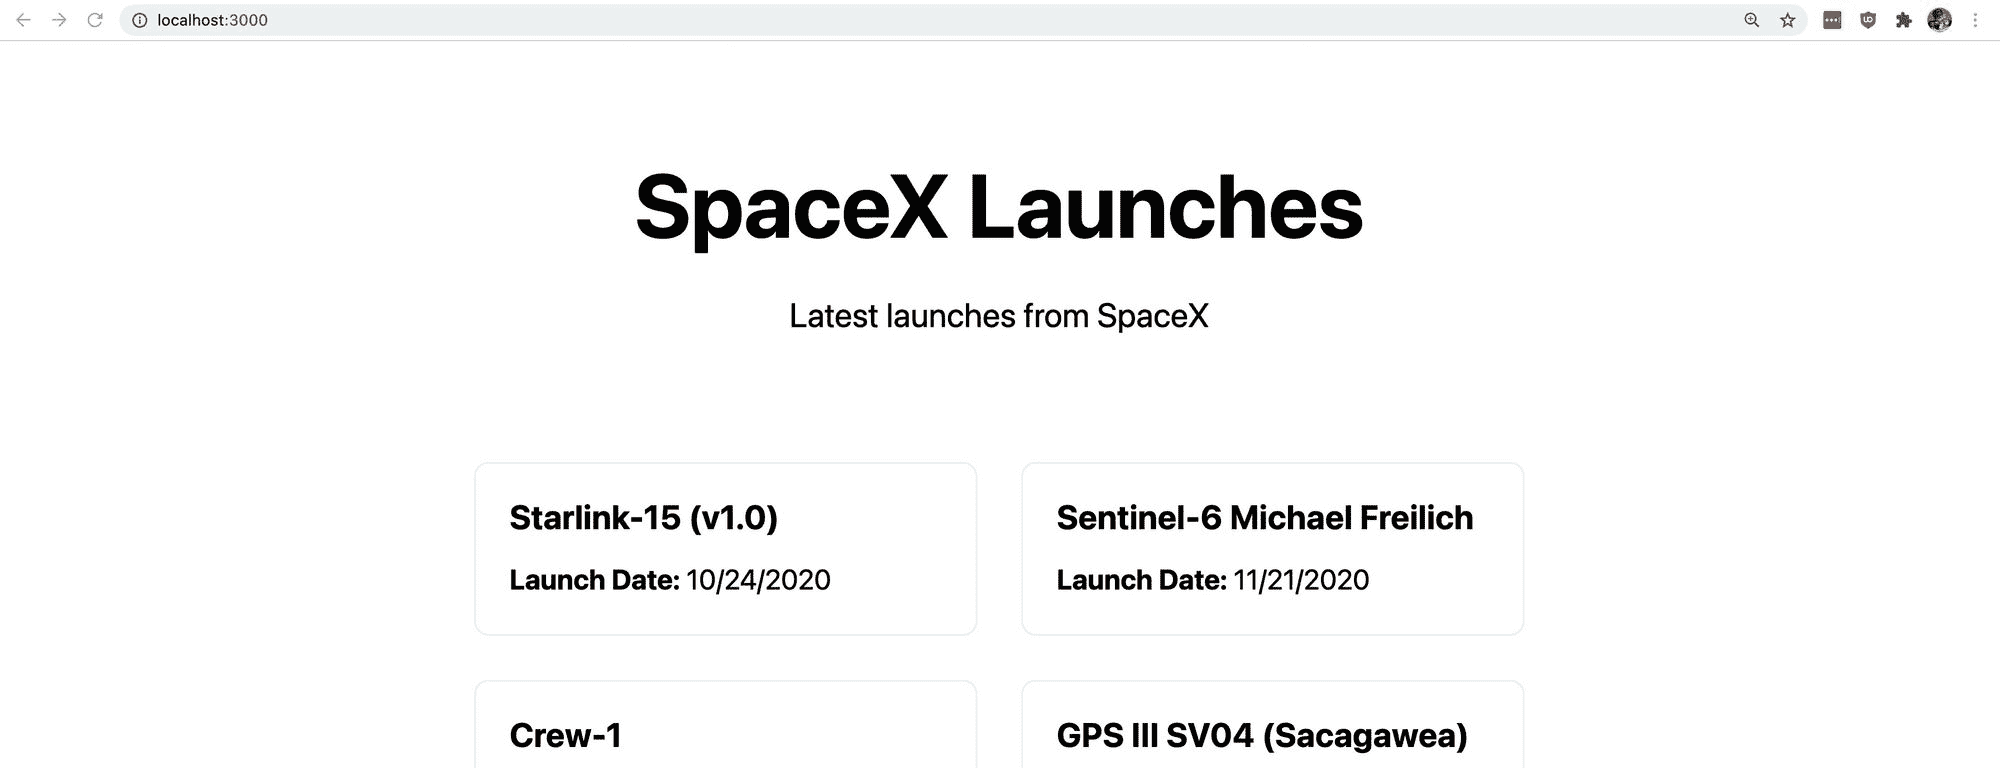 localhost:3000
SpaceX Launches
Latest launches from SpaceX
Starlink-15 (v1.0)
Launch Date: 10/24/2020
Sentinel-6 Michael Freilich
Launch Date: 11/21/2020
Crew-1
GPS III SV04 (Sacagawea)